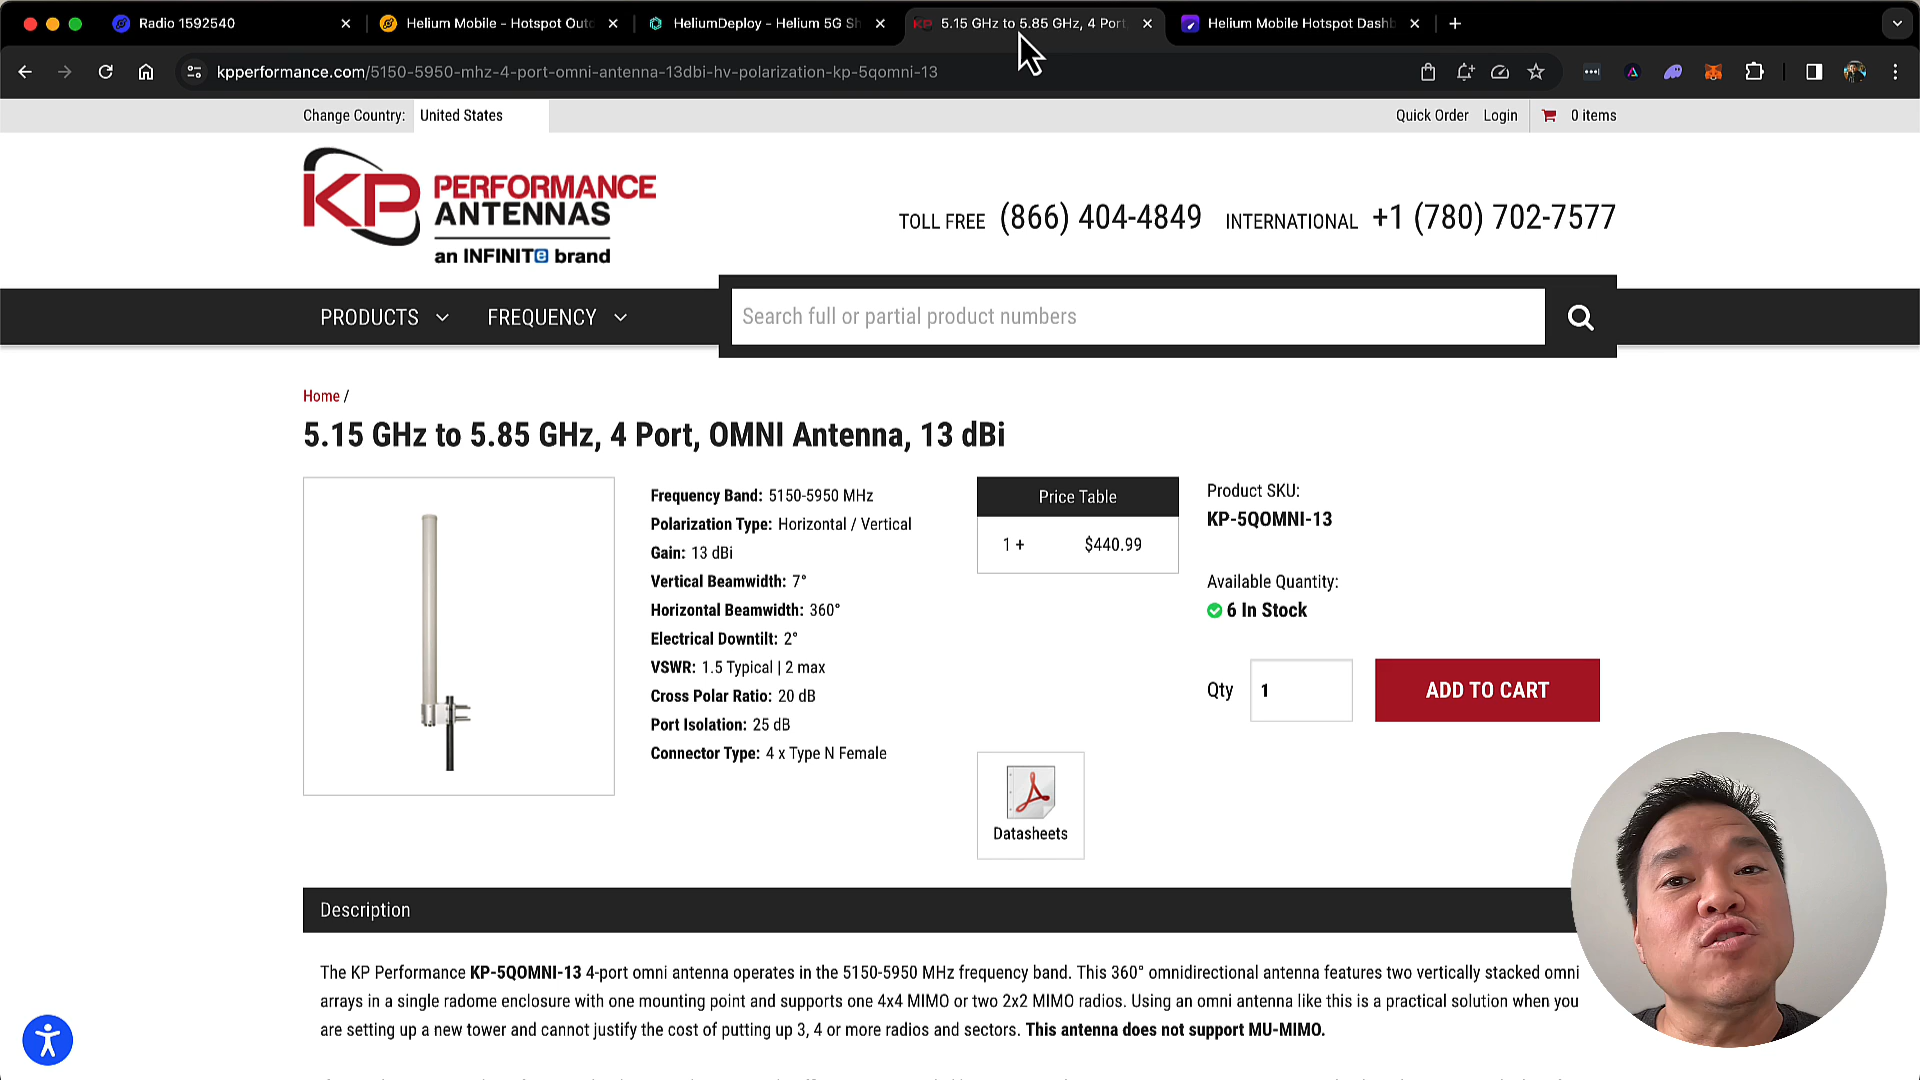 Radio 1592540
Helium Mobile - Hotspot Outd
HeliumDeploy - Helium 5G Sh
KP 5.15 GHz to 5.85 GHz, 4 Port,
Helium Mobile Hotspot Dashb
kpperformance.com/5150-5950-mhz-4-port-omni-antenna-13dbi-hv-polarization-kp-5qomni-13
Change Country: United States
Quick Order Login 0 items
KP PERFORMANCE
ANTENNAS
an INFINITe brand
TOLL FREE (866) 404-4849 INTERNATIONAL +1 (780) 702-7577
PRODUCTS FREQUENCY Search full or partial product numbers
Home /
5.15 GHz to 5.85 GHz, 4 Port, OMNI Antenna, 13 dBi
Frequency Band: 5150-5950 MHz
Polarization Type: Horizontal / Vertical
Gain: 13 dBi
Vertical Beamwidth: 7°
Horizontal Beamwidth: 360°
Electrical Downtilt: 2°
VSWR: 1.5 Typical | 2 max
Cross Polar Ratio: 20 dB
Port Isolation: 25 dB
Connector Type: 4 x Type N Female
Price Table
1 + $440.99
Datasheets
Product SKU:
KP-5QOMNI-13
Available Quantity:
6 In Stock
Qty 1 ADD TO CART
Description
The KP Performance KP-5QOMNI-13 4-port omni antenna operates in the 5150-5950 MHz frequency band. This 360° omnidirectional antenna features two vertically stacked omni
arrays in a single radome enclosure with one mounting point and supports one 4x4 MIMO or two 2x2 MIMO radios. Using an omni antenna like this is a practical solution when you
are setting up a new tower and cannot justify the cost of putting up 3, 4 or more radios and sectors. This antenna does not support MU-MIMO.